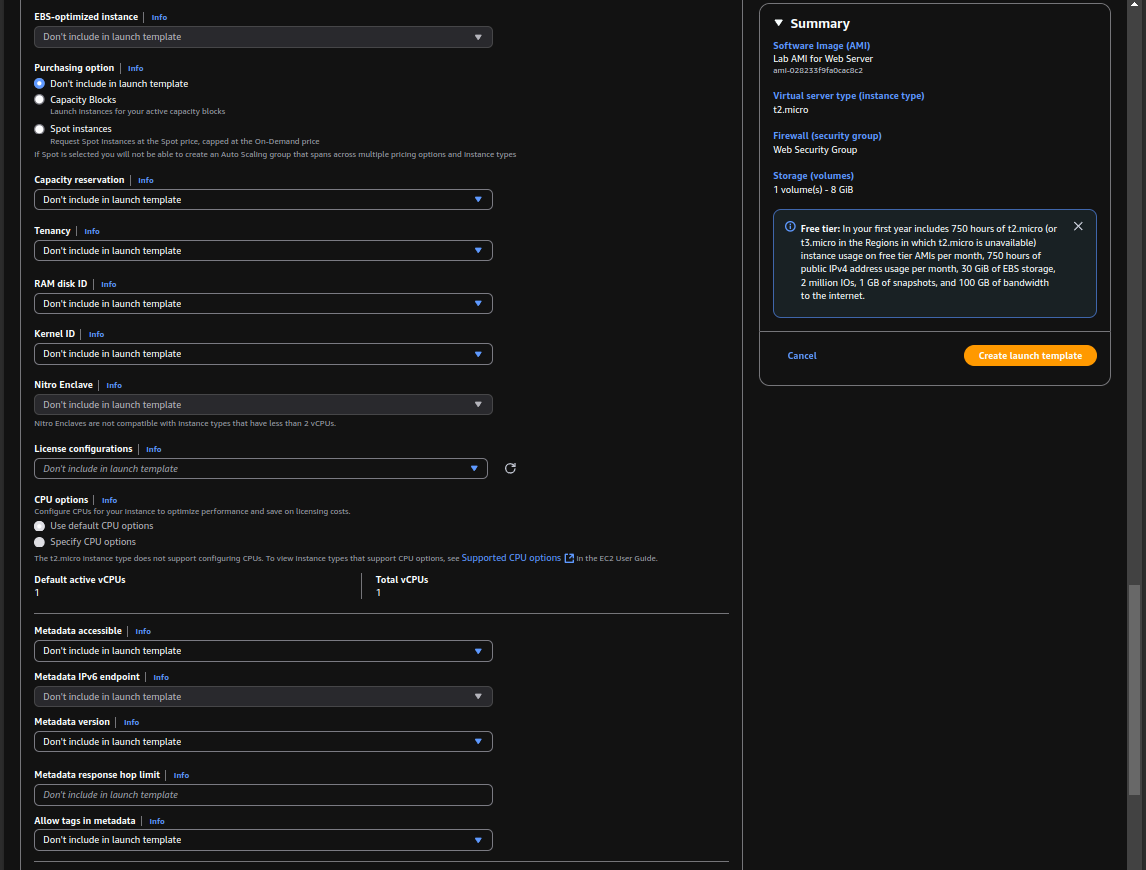 EBS-optimized instance Info
Don't include in launch template
Purchasing option Info
Don't include in launch template
Capacity Blocks
Launch instances for your active capacity blocks
Spot instances
Request Spot Instances at the Spot price, capped at the On-Demand price
If Spot is selected you will not be able to create an Auto Scaling group that spans across multiple pricing options and instance types
Capacity reservation Info
Don't include in launch template
Tenancy Info
Don't include in launch template
RAM disk ID Info
Don't include in launch template
Kernel ID Info
Don't include in launch template
Nitro Enclave Info
Don't include in launch template
Nitro Enclaves are not compatible with instance types that have less than 2 vCPUs.
License configurations Info
Don't include in launch template
CPU options Info
Configure CPUs for your instance to optimize performance and save on licensing costs.
Use default CPU options
Specify CPU options
The t2.micro instance type does not support configuring CPUs. To view instance types that support CPU options, see Supported CPU options in the EC2 User Guide.
Default active vCPUs Total vCPUs
1 1
Metadata accessible Info
Don't include in launch template
Metadata IPv6 endpoint Info
Don't include in launch template
Metadata version Info
Don't include in launch template
Metadata response hop limit Info
Don't include in launch template
Allow tags in metadata Info
Don't include in launch template
Summary
Software Image (AMI)
Lab AMI for Web Server
ami-028233f9fa0cac8c2
Virtual server type (instance type)
t2.micro
Firewall (security group)
Web Security Group
Storage (volumes)
1 volume(s) - 8 GiB
Free tier: In your first year includes 750 hours of t2.micro (or
t3.micro in the Regions in which t2.micro is unavailable)
instance usage on free tier AMIs per month, 750 hours of
public IPv4 address usage per month, 30 GiB of EBS storage,
2 million IOs, 1 GB of snapshots, and 100 GB of bandwidth
to the internet.
Cancel
Create launch template